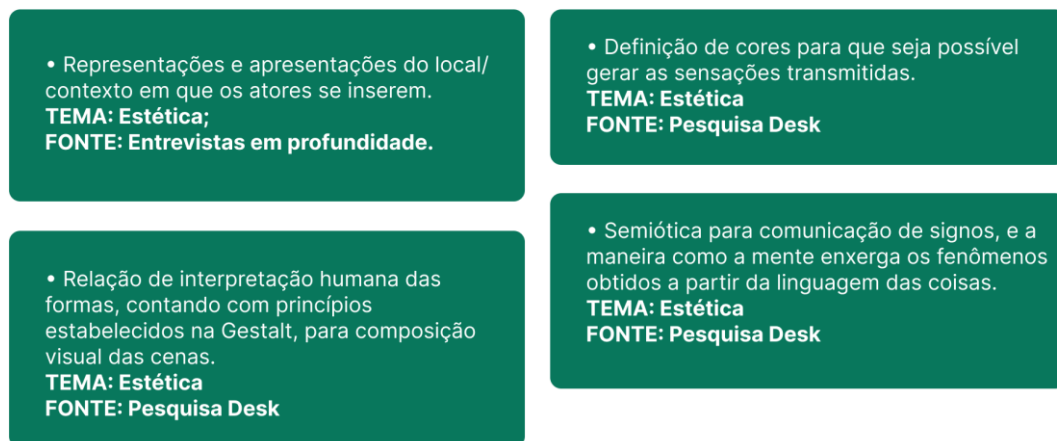 • Representações e apresentações do local/
contexto em que os atores se inserem.
TEMA: Estética;
FONTE: Entrevistas em profundidade.
• Relação de interpretação humana das
formas, contando com princípios
estabelecidos na Gestalt, para composição
visual das cenas.
TEMA: Estética
FONTE: Pesquisa Desk
• Definição de cores para que seja possível
gerar as sensações transmitidas.
TEMA: Estética
FONTE: Pesquisa Desk
• Semiótica para comunicação de signos, e a
maneira como a mente enxerga os fenômenos
obtidos a partir da linguagem das coisas.
TEMA: Estética
FONTE: Pesquisa Desk